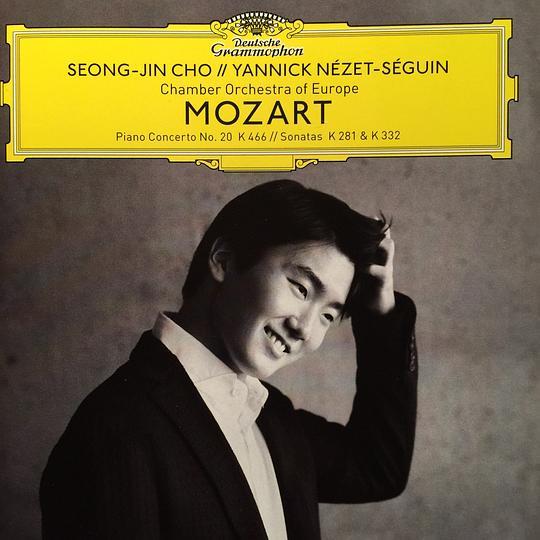 Deutsche
Grammophon
SEONG-JIN CHO // YANNICK NÉZET-SÉGUIN
Chamber Orchestra of Europe
MOZART
Piano Concerto No. 20 K 466 // Sonatas K 281 & K 332